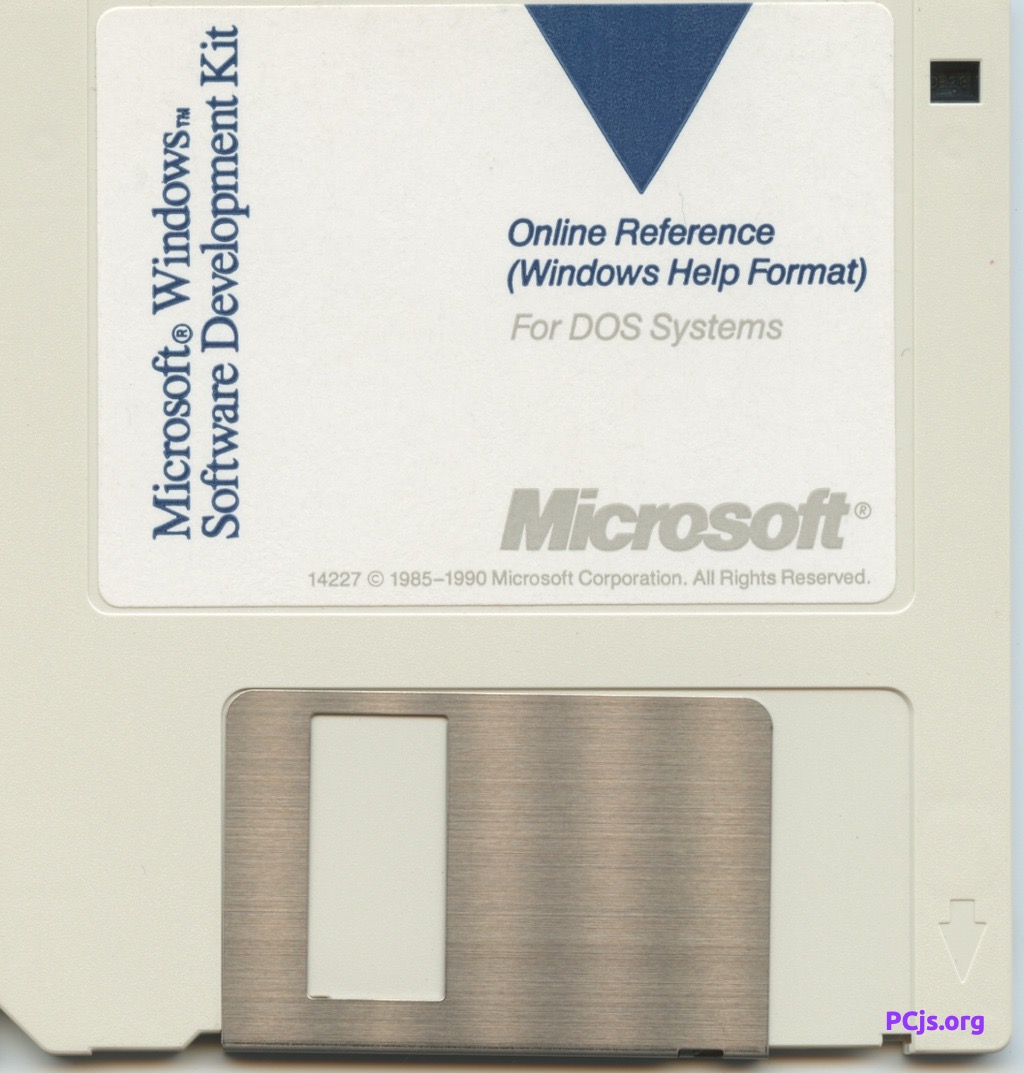 Microsoft® Windows™
Software Development Kit
Online Reference
(Windows Help Format)
For DOS Systems
Microsoft®
14227 © 1985–1990 Microsoft Corporation. All Rights Reserved.
PCjs.org